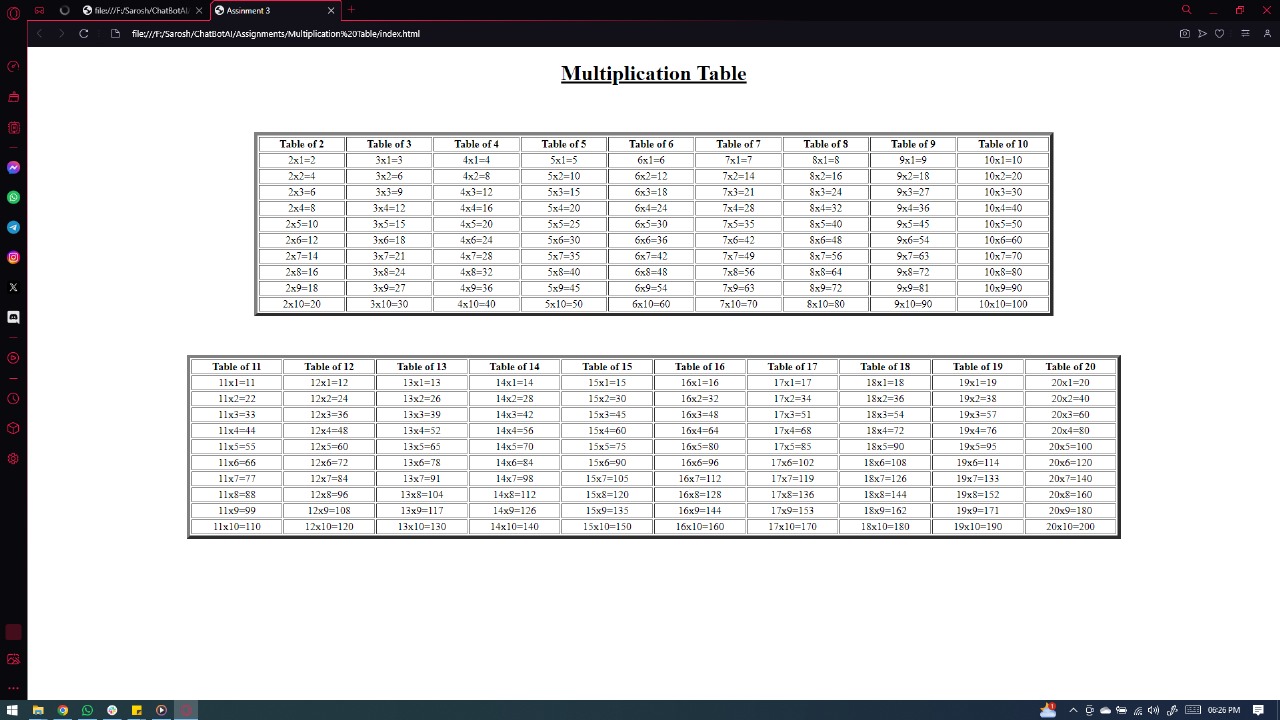 file:///F:/Sarosh/ChatBotAI/ Assinment 3
file:///F:/Sarosh/ChatBotAI/Assignments/Multiplication%20Table/index.html
Multiplication Table
Table of 2 Table of 3 Table of 4 Table of 5 Table of 6 Table of 7 Table of 8 Table of 9 Table of 10
2x1=2 3x1=3 4x1=4 5x1=5 6x1=6 7x1=7 8x1=8 9x1=9 10x1=10
2x2=4 3x2=6 4x2=8 5x2=10 6x2=12 7x2=14 8x2=16 9x2=18 10x2=20
2x3=6 3x3=9 4x3=12 5x3=15 6x3=18 7x3=21 8x3=24 9x3=27 10x3=30
2x4=8 3x4=12 4x4=16 5x4=20 6x4=24 7x4=28 8x4=32 9x4=36 10x4=40
2x5=10 3x5=15 4x5=20 5x5=25 6x5=30 7x5=35 8x5=40 9x5=45 10x5=50
2x6=12 3x6=18 4x6=24 5x6=30 6x6=36 7x6=42 8x6=48 9x6=54 10x6=60
2x7=14 3x7=21 4x7=28 5x7=35 6x7=42 7x7=49 8x7=56 9x7=63 10x7=70
2x8=16 3x8=24 4x8=32 5x8=40 6x8=48 7x8=56 8x8=64 9x8=72 10x8=80
2x9=18 3x9=27 4x9=36 5x9=45 6x9=54 7x9=63 8x9=72 9x9=81 10x9=90
2x10=20 3x10=30 4x10=40 5x10=50 6x10=60 7x10=70 8x10=80 9x10=90 10x10=100
Table of 11 Table of 12 Table of 13 Table of 14 Table of 15 Table of 16 Table of 17 Table of 18 Table of 19 Table of 20
11x1=11 12x1=12 13x1=13 14x1=14 15x1=15 16x1=16 17x1=17 18x1=18 19x1=19 20x1=20
11x2=22 12x2=24 13x2=26 14x2=28 15x2=30 16x2=32 17x2=34 18x2=36 19x2=38 20x2=40
11x3=33 12x3=36 13x3=39 14x3=42 15x3=45 16x3=48 17x3=51 18x3=54 19x3=57 20x3=60
11x4=44 12x4=48 13x4=52 14x4=56 15x4=60 16x4=64 17x4=68 18x4=72 19x4=76 20x4=80
11x5=55 12x5=60 13x5=65 14x5=70 15x5=75 16x5=80 17x5=85 18x5=90 19x5=95 20x5=100
11x6=66 12x6=72 13x6=78 14x6=84 15x6=90 16x6=96 17x6=102 18x6=108 19x6=114 20x6=120
11x7=77 12x7=84 13x7=91 14x7=98 15x7=105 16x7=112 17x7=119 18x7=126 19x7=133 20x7=140
11x8=88 12x8=96 13x8=104 14x8=112 15x8=120 16x8=128 17x8=136 18x8=144 19x8=152 20x8=160
11x9=99 12x9=108 13x9=117 14x9=126 15x9=135 16x9=144 17x9=153 18x9=162 19x9=171 20x9=180
11x10=110 12x10=120 13x10=130 14x10=140 15x10=150 16x10=160 17x10=170 18x10=180 19x10=190 20x10=200
06:26 PM